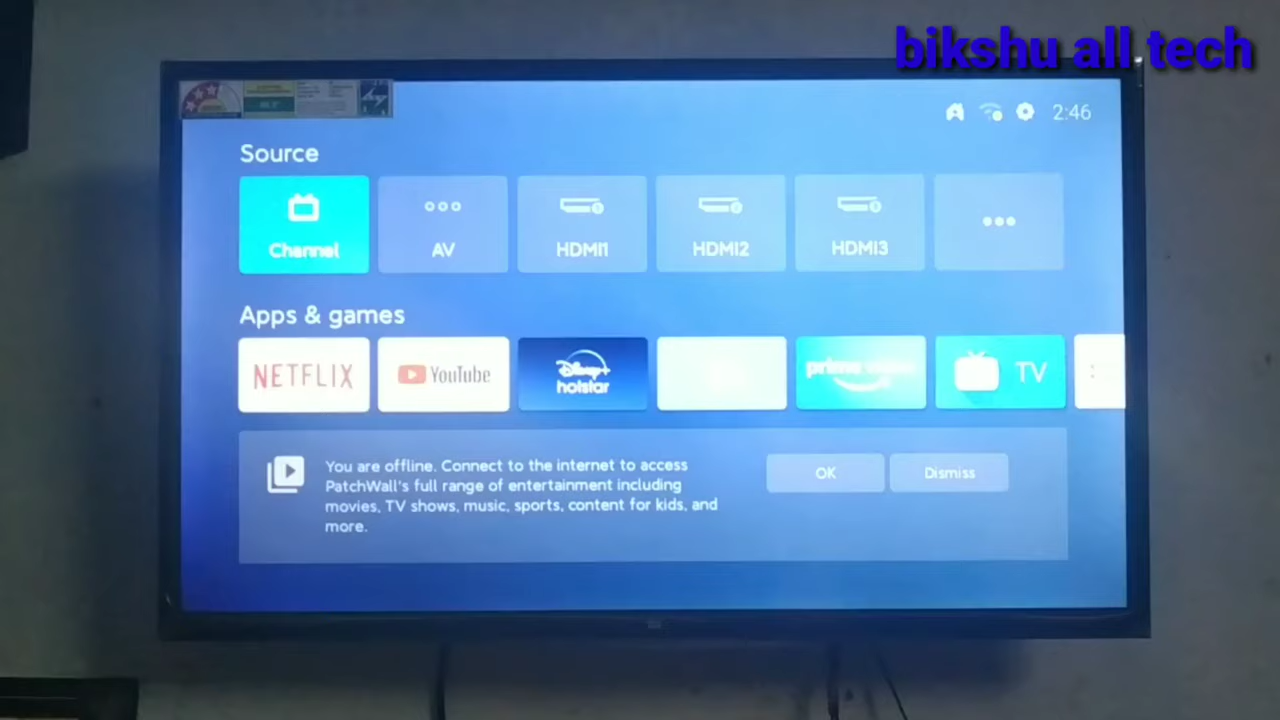 bikshu all tech
2:46
Source
Channel
AV
HDMI1
HDMI2
HDMI3
Apps & games
NETFLIX
YouTube
Disney+
hotstar
prime video
TV
You are offline. Connect to the internet to access
PatchWall's full range of entertainment including
movies, TV shows, music, sports, content for kids, and
more.
OK
Dismiss